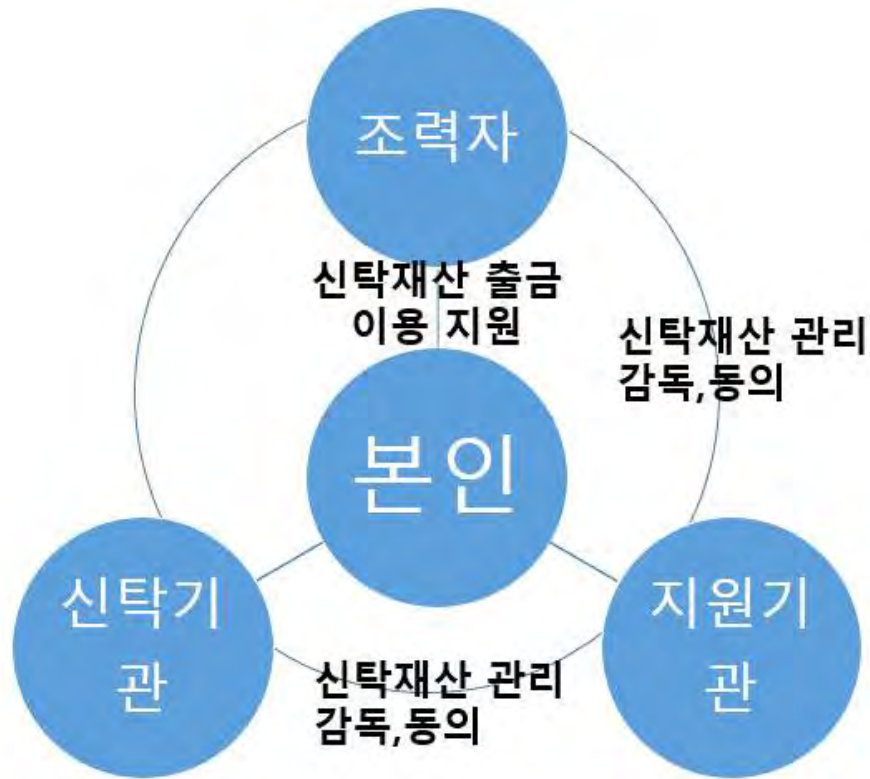 조력자
신탁재산 출금
이용 지원
신탁재산 관리
감독,동의
본인
신탁기
관
지원기
관
신탁재산 관리
감독,동의